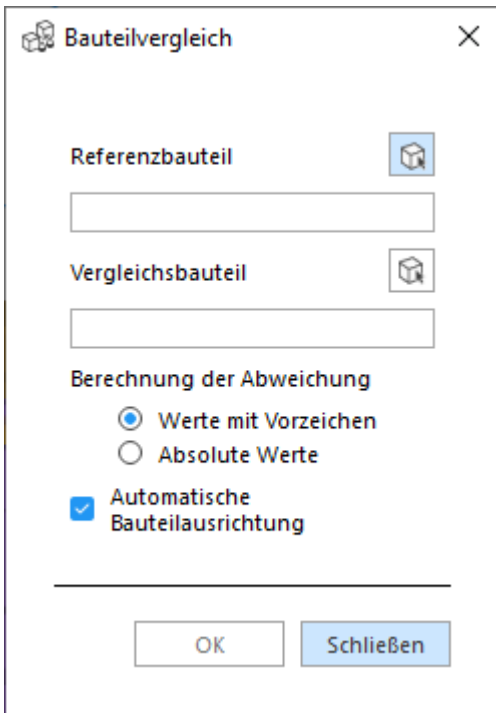 Bauteilvergleich
Referenzbauteil
Vergleichsbauteil
Berechnung der Abweichung
Werte mit Vorzeichen
Absolute Werte
Automatische
Bauteilausrichtung
OK
Schließen